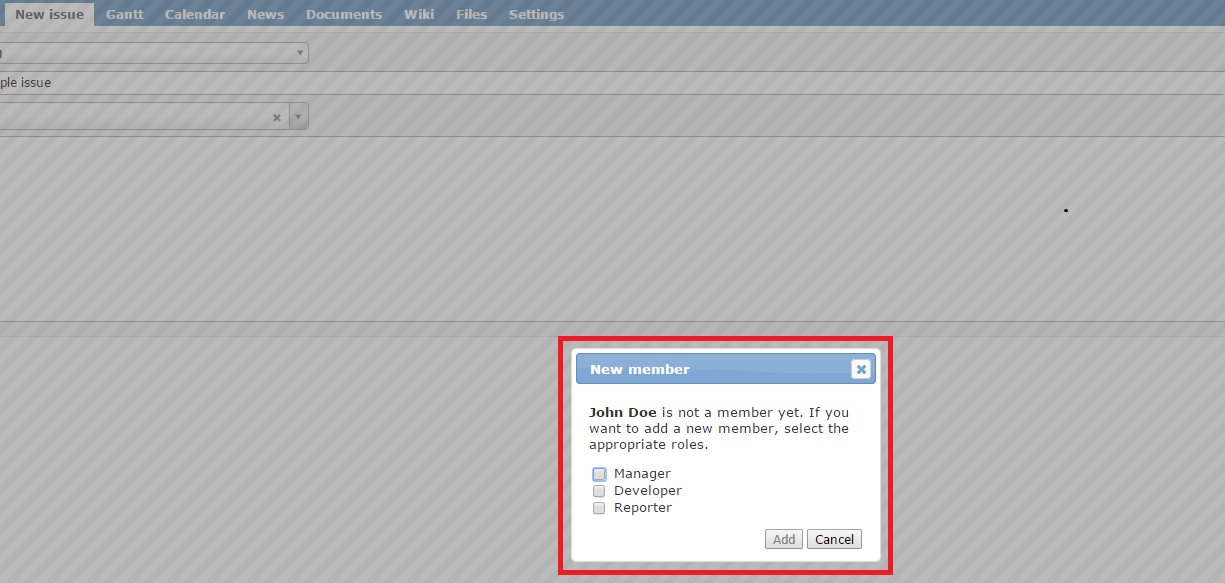 New issue Gantt Calendar News Documents Wiki Files Settings
ple issue
New member
John Doe is not a member yet. If you
want to add a new member, select the
appropriate roles.
Manager
Developer
Reporter
Add Cancel